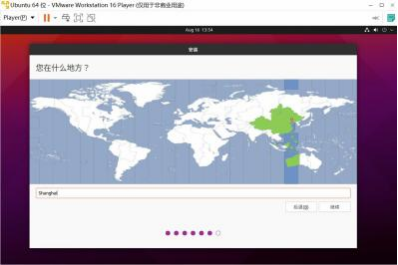 Ubuntu 64 位 - VMware Workstation 16 Player (仅用于非商业用途)
Player(P)
Aug 16 13:54
安装
您在什么地方？
Shanghai
后退(B)
继续